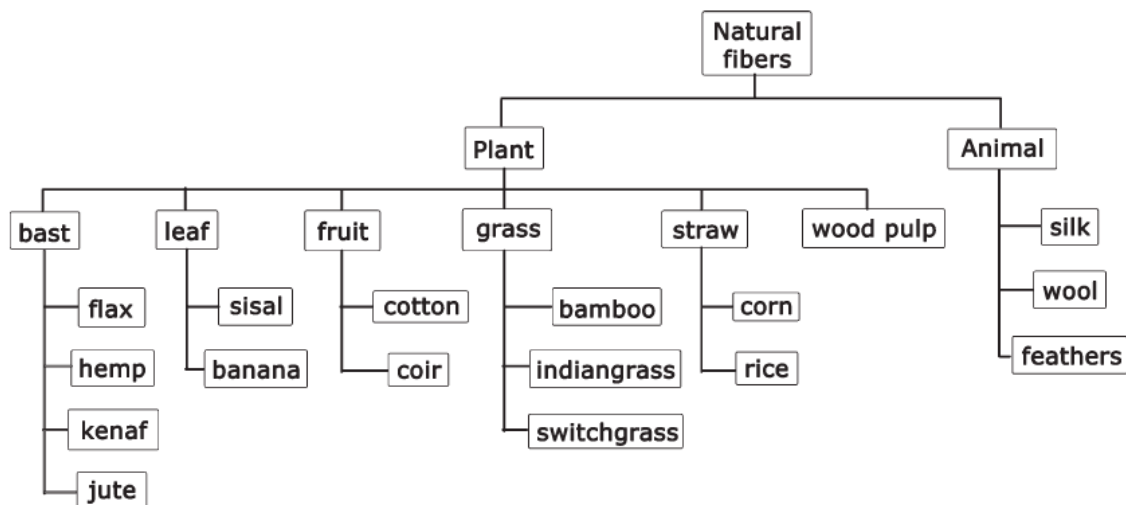 Natural
fibers
Plant
Animal
bast
leaf
fruit
grass
straw
wood pulp
silk
flax
sisal
cotton
bamboo
corn
wool
hemp
banana
coir
indiangrass
rice
feathers
kenaf
switchgrass
jute